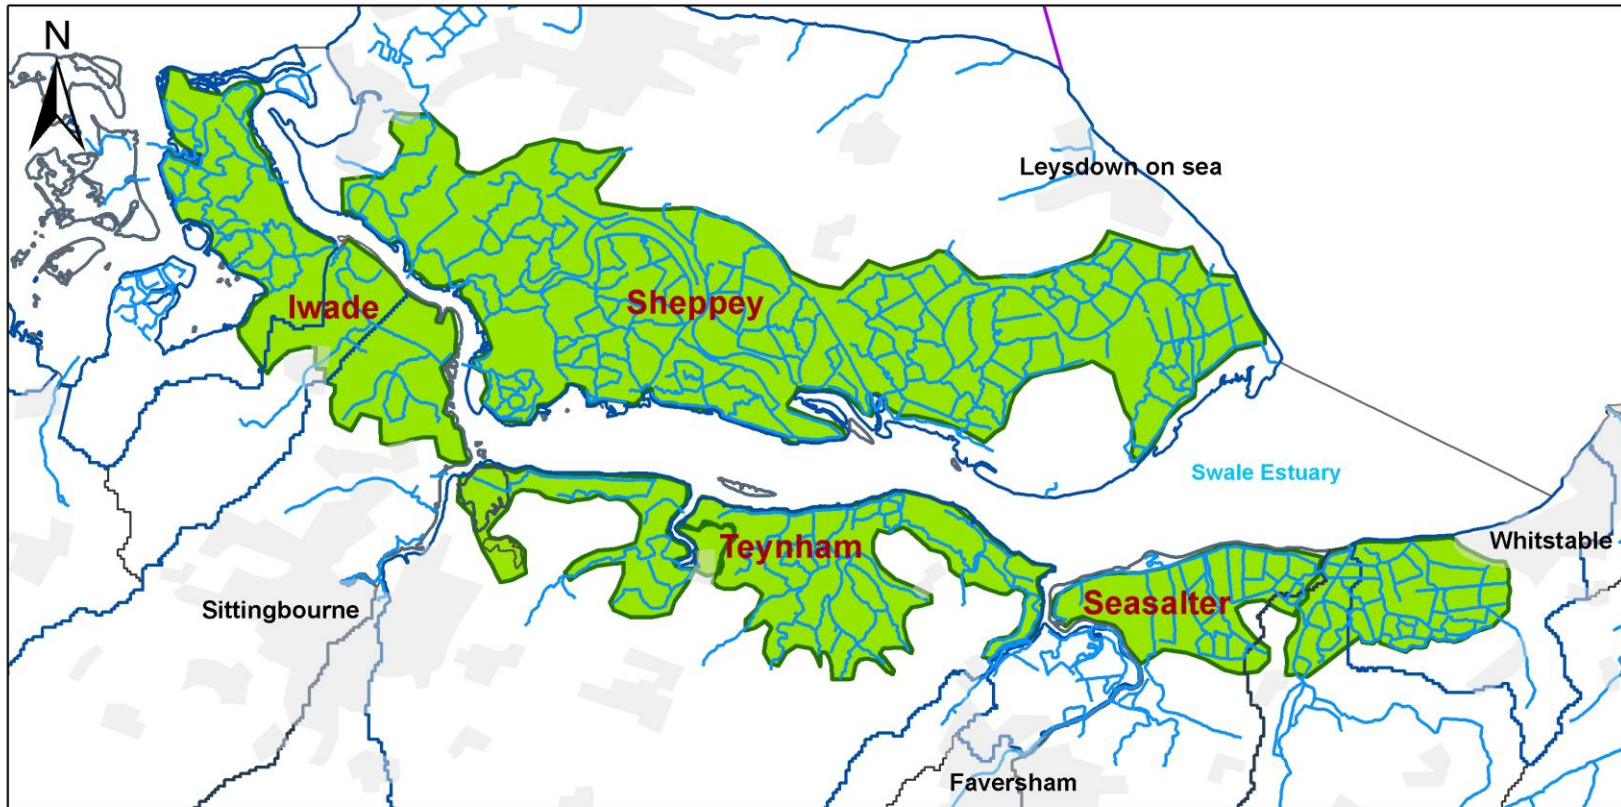 N
Leysdown on sea
Iwade
Sheppey
Swale Estuary
Teynham
Whitstable
Sittingbourne
Seasalter
Faversham